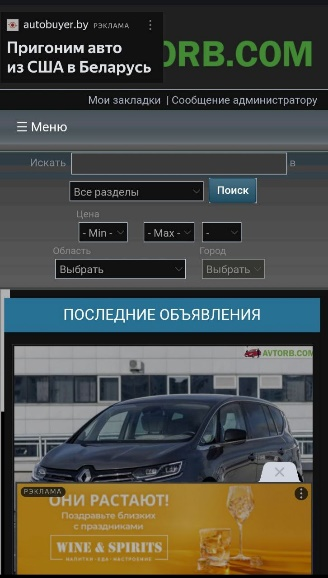 autobuyer.by РЭКЛАМА
Пригоним авто
из США в Беларусь
TORB.COM
Мои закладки | Сообщение администратору
☰ Меню
Искать в
Все разделы Поиск
Цена
- Min - - Max - -
Область Город
Выбрать Выбрать
ПОСЛЕДНИЕ ОБЪЯВЛЕНИЯ
AVTORB.COM
РЭКЛАМА
ОНИ РАСТАЮТ!
Поздравьте близких
с праздниками
WINE & SPIRITS
НАПИТКИ · ЕДА · НАСТРОЕНИЕ